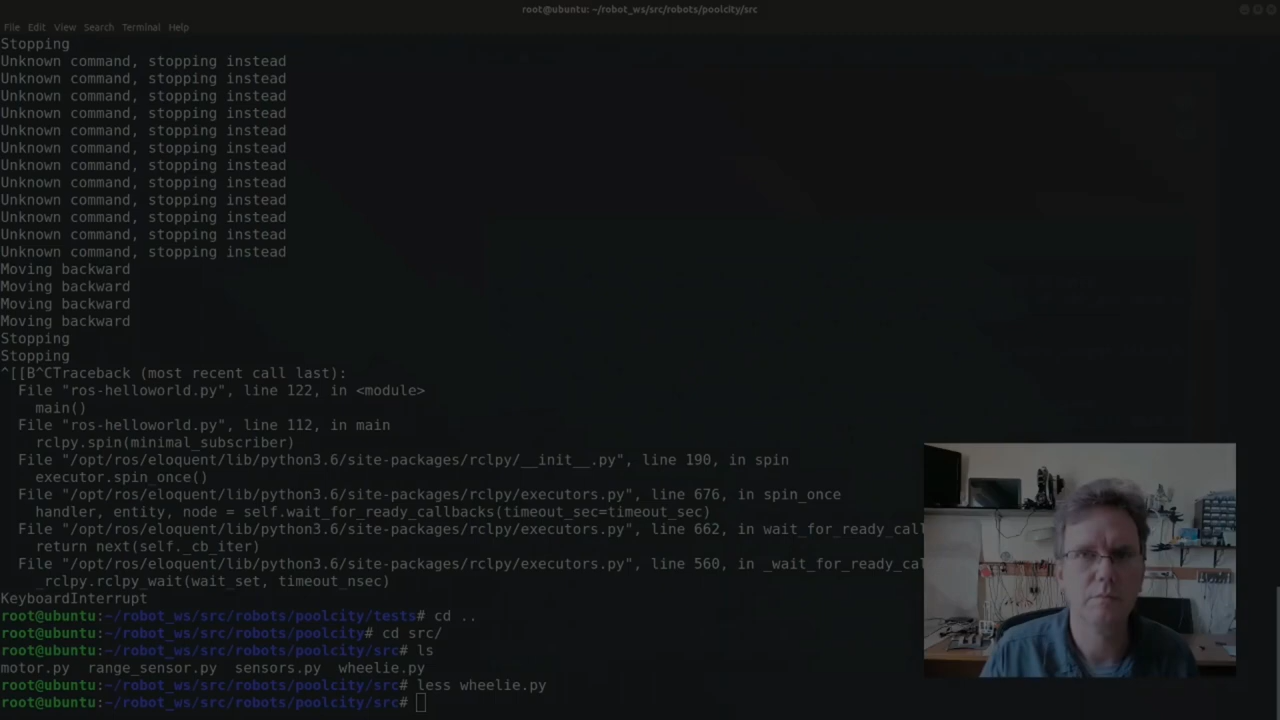 root@ubuntu: ~/robot_ws/src/robots/poolcity/src
File Edit View Search Terminal Help
Stopping
Unknown command, stopping instead
Unknown command, stopping instead
Unknown command, stopping instead
Unknown command, stopping instead
Unknown command, stopping instead
Unknown command, stopping instead
Unknown command, stopping instead
Unknown command, stopping instead
Unknown command, stopping instead
Unknown command, stopping instead
Unknown command, stopping instead
Unknown command, stopping instead
Moving backward
Moving backward
Moving backward
Moving backward
Stopping
Stopping
^[[B^CTraceback (most recent call last):
File "ros-helloworld.py", line 122, in <module>
main()
File "ros-helloworld.py", line 112, in main
rclpy.spin(minimal_subscriber)
File "/opt/ros/eloquent/lib/python3.6/site-packages/rclpy/__init__.py", line 190, in spin
executor.spin_once()
File "/opt/ros/eloquent/lib/python3.6/site-packages/rclpy/executors.py", line 676, in spin_once
handler, entity, node = self.wait_for_ready_callbacks(timeout_sec=timeout_sec)
File "/opt/ros/eloquent/lib/python3.6/site-packages/rclpy/executors.py", line 662, in wait_for_ready_call
return next(self._cb_iter)
File "/opt/ros/eloquent/lib/python3.6/site-packages/rclpy/executors.py", line 560, in _wait_for_ready_cal
_rclpy.rclpy_wait(wait_set, timeout_nsec)
KeyboardInterrupt
root@ubuntu:~/robot_ws/src/robots/poolcity/tests# cd ..
root@ubuntu:~/robot_ws/src/robots/poolcity# cd src/
root@ubuntu:~/robot_ws/src/robots/poolcity/src# ls
motor.py range_sensor.py sensors.py wheelie.py
root@ubuntu:~/robot_ws/src/robots/poolcity/src# less wheelie.py
root@ubuntu:~/robot_ws/src/robots/poolcity/src#